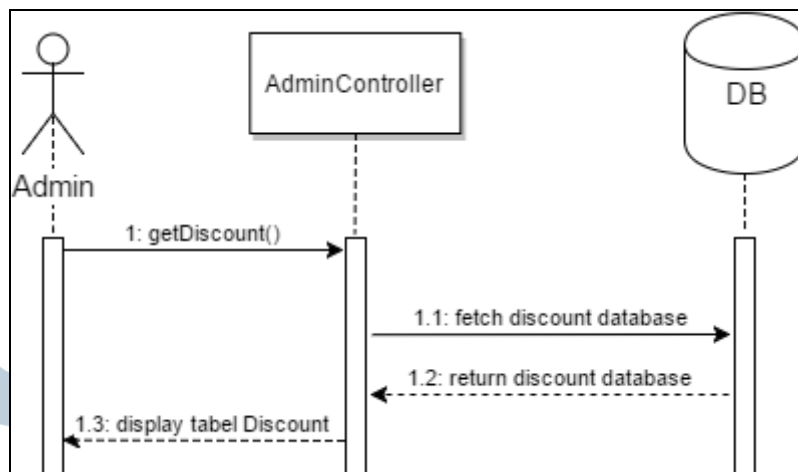 AdminController
DB
Admin
1: getDiscount()
1.1: fetch discount database
1.2: return discount database
1.3: display tabel Discount